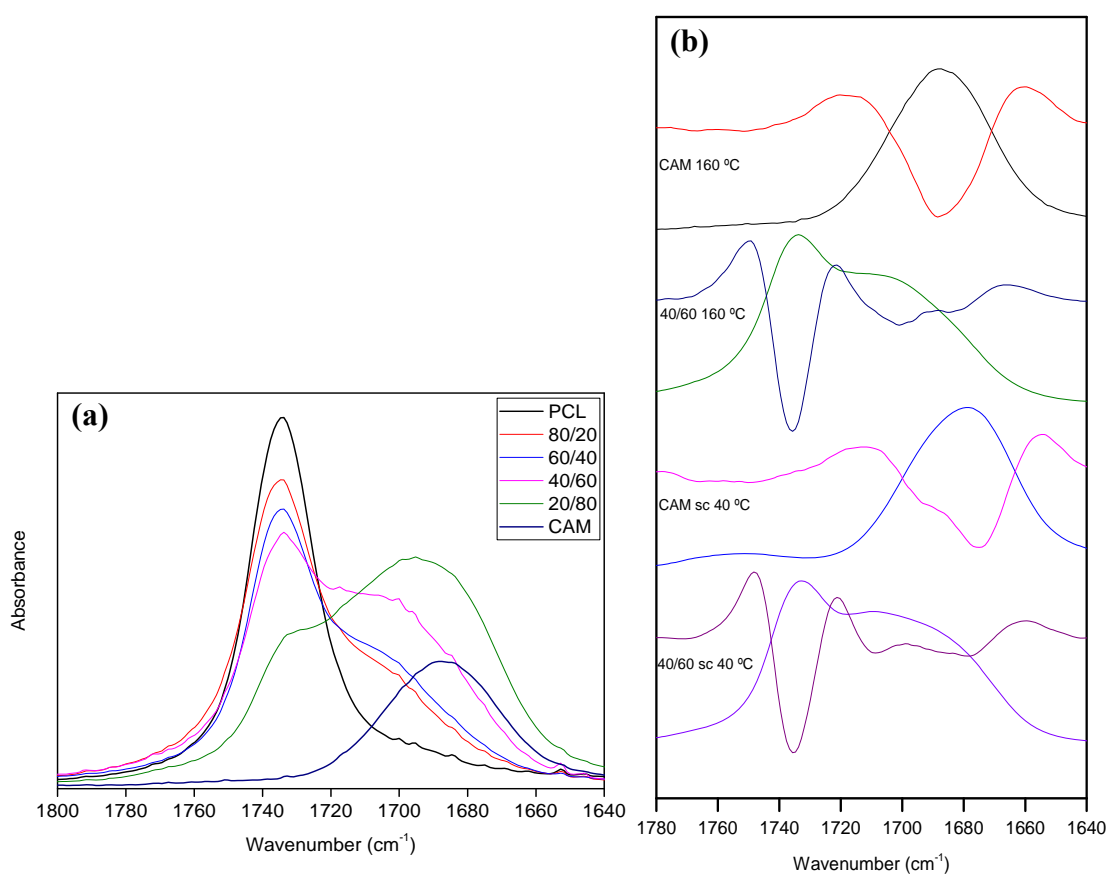 (a)
PCL
80/20
60/40
40/60
20/80
CAM
Absorbance
1800 1780 1760 1740 1720 1700 1680 1660 1640
Wavenumber (cm-1)
(b)
CAM 160 ºC
40/60 160 ºC
CAM sc 40 ºC
40/60 sc 40 ºC
1780 1760 1740 1720 1700 1680 1660 1640
Wavenumber (cm-1)